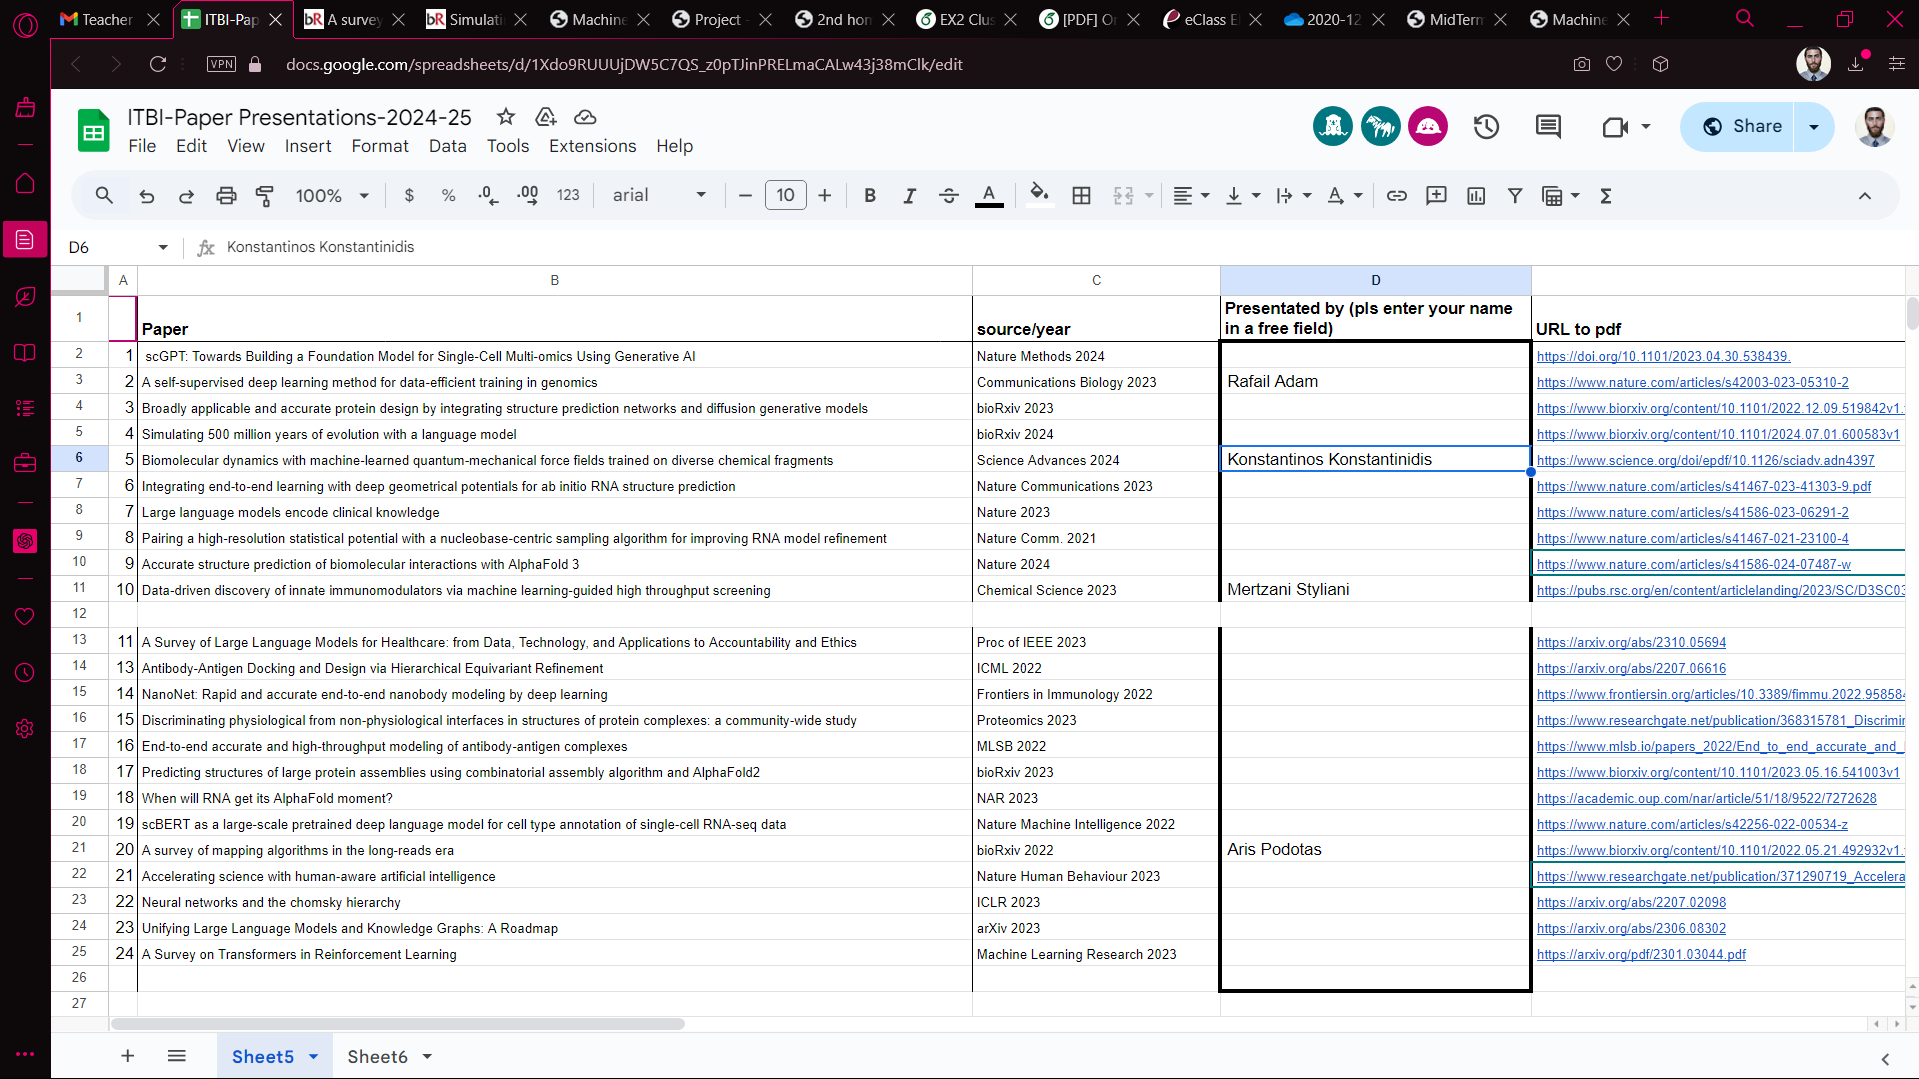 Teacher
ITBI-Pap
bR A survey
bR Simulati
Machine
Project -
2nd hon
EX2 Clus
[PDF] Or
eClass E
2020-12
MidTerm
Machine
VPN
docs.google.com/spreadsheets/d/1Xdo9RUUUjDW5C7QS_z0pTJinPRELmaCALw43j38mClk/edit
ITBI-Paper Presentations-2024-25
File Edit View Insert Format Data Tools Extensions Help
Share
100% $ % .0 .00 123 arial 10 B I S A
D6 fx Konstantinos Konstantinidis
A B C D
1 Paper source/year Presentated by (pls enter your name in a free field) URL to pdf
2 1 scGPT: Towards Building a Foundation Model for Single-Cell Multi-omics Using Generative AI Nature Methods 2024 https://doi.org/10.1101/2023.04.30.538439.
3 2 A self-supervised deep learning method for data-efficient training in genomics Communications Biology 2023 Rafail Adam https://www.nature.com/articles/s42003-023-05310-2
4 3 Broadly applicable and accurate protein design by integrating structure prediction networks and diffusion generative models bioRxiv 2023 https://www.biorxiv.org/content/10.1101/2022.12.09.519842v1.
5 4 Simulating 500 million years of evolution with a language model bioRxiv 2024 https://www.biorxiv.org/content/10.1101/2024.07.01.600583v1
6 5 Biomolecular dynamics with machine-learned quantum-mechanical force fields trained on diverse chemical fragments Science Advances 2024 Konstantinos Konstantinidis https://www.science.org/doi/epdf/10.1126/sciadv.adn4397
7 6 Integrating end-to-end learning with deep geometrical potentials for ab initio RNA structure prediction Nature Communications 2023 https://www.nature.com/articles/s41467-023-41303-9.pdf
8 7 Large language models encode clinical knowledge Nature 2023 https://www.nature.com/articles/s41586-023-06291-2
9 8 Pairing a high-resolution statistical potential with a nucleobase-centric sampling algorithm for improving RNA model refinement Nature Comm. 2021 https://www.nature.com/articles/s41467-021-23100-4
10 9 Accurate structure prediction of biomolecular interactions with AlphaFold 3 Nature 2024 https://www.nature.com/articles/s41586-024-07487-w
11 10 Data-driven discovery of innate immunomodulators via machine learning-guided high throughput screening Chemical Science 2023 Mertzani Styliani https://pubs.rsc.org/en/content/articlelanding/2023/SC/D3SC03
12
13 11 A Survey of Large Language Models for Healthcare: from Data, Technology, and Applications to Accountability and Ethics Proc of IEEE 2023 https://arxiv.org/abs/2310.05694
14 13 Antibody-Antigen Docking and Design via Hierarchical Equivariant Refinement ICML 2022 https://arxiv.org/abs/2207.06616
15 14 NanoNet: Rapid and accurate end-to-end nanobody modeling by deep learning Frontiers in Immunology 2022 https://www.frontiersin.org/articles/10.3389/fimmu.2022.958584
16 15 Discriminating physiological from non-physiological interfaces in structures of protein complexes: a community-wide study Proteomics 2023 https://www.researchgate.net/publication/368315781_Discrimin
17 16 End-to-end accurate and high-throughput modeling of antibody-antigen complexes MLSB 2022 https://www.mlsb.io/papers_2022/End_to_end_accurate_and_
18 17 Predicting structures of large protein assemblies using combinatorial assembly algorithm and AlphaFold2 bioRxiv 2023 https://www.biorxiv.org/content/10.1101/2023.05.16.541003v1
19 18 When will RNA get its AlphaFold moment? NAR 2023 https://academic.oup.com/nar/article/51/18/9522/7272628
20 19 scBERT as a large-scale pretrained deep language model for cell type annotation of single-cell RNA-seq data Nature Machine Intelligence 2022 https://www.nature.com/articles/s42256-022-00534-z
21 20 A survey of mapping algorithms in the long-reads era bioRxiv 2022 Aris Podotas https://www.biorxiv.org/content/10.1101/2022.05.21.492932v1.
22 21 Accelerating science with human-aware artificial intelligence Nature Human Behaviour 2023 https://www.researchgate.net/publication/371290719_Accelera
23 22 Neural networks and the chomsky hierarchy ICLR 2023 https://arxiv.org/abs/2207.02098
24 23 Unifying Large Language Models and Knowledge Graphs: A Roadmap arXiv 2023 https://arxiv.org/abs/2306.08302
25 24 A Survey on Transformers in Reinforcement Learning Machine Learning Research 2023 https://arxiv.org/pdf/2301.03044.pdf
26
27
Sheet5 Sheet6